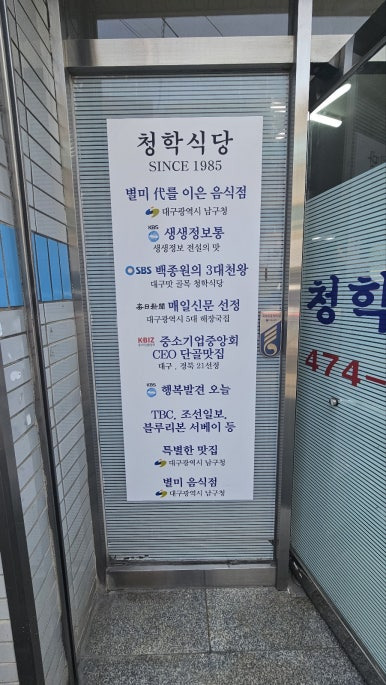 청학식당
SINCE 1985
별미 代를 이은 음식점
대구광역시 남구청
KBS 생생정보통
생생정보 전설의 맛
SBS 백종원의 3대천왕
대구맛 골목 청학식당
每日新聞 매일신문 선정
대구광역시 5대 해장국집
KBIZ 중소기업중앙회
CEO 단골맛집
대구, 경북 21선정
KBS 행복발견 오늘
TBC, 조선일보,
블루리본 서베이 등
특별한 맛집
대구광역시 남구청
별미 음식점
대구광역시 남구청
청학
474-